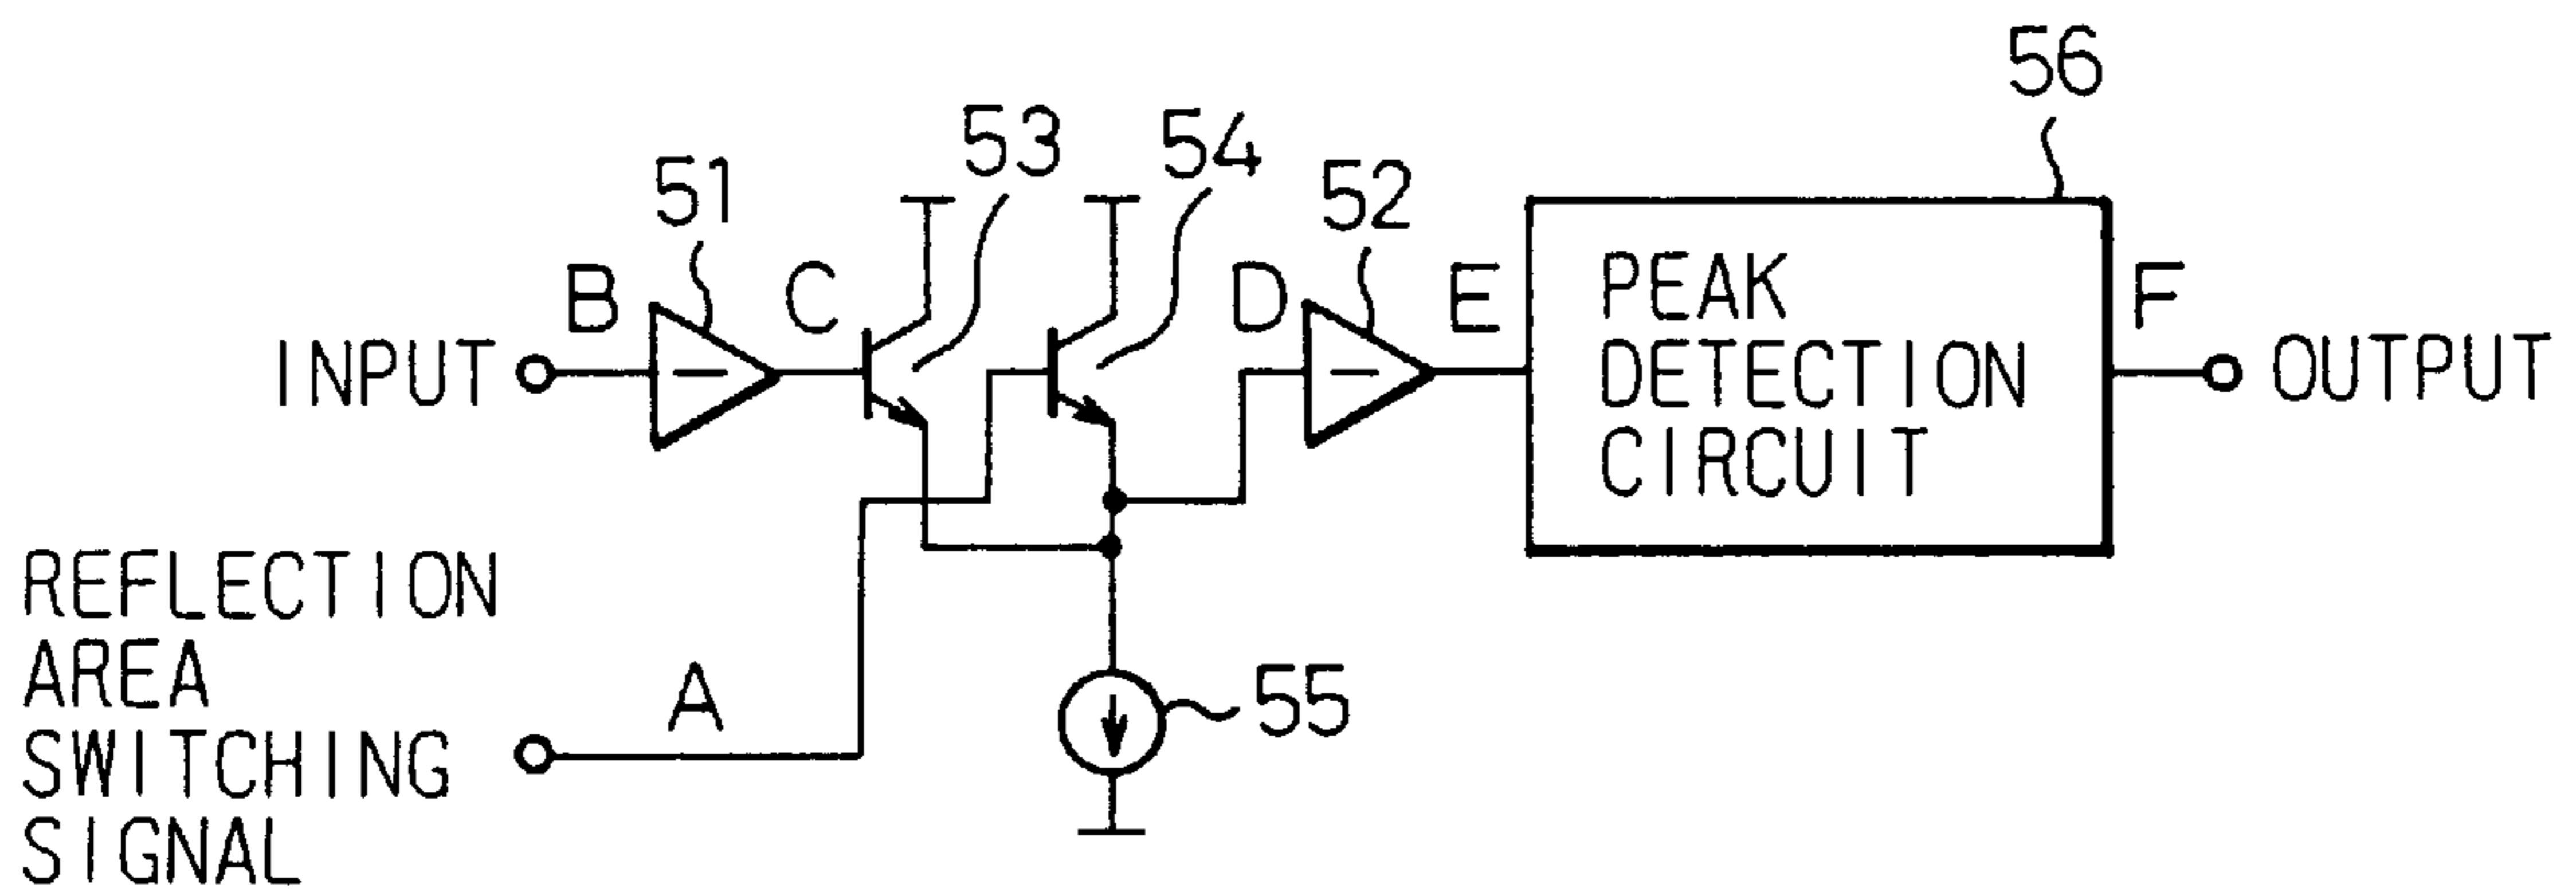 56
53
54
51
52
B
C
D
E
F
INPUT
PEAK
DETECTION
CIRCUIT
OUTPUT
REFLECTION
AREA
SWITCHING
SIGNAL
A
55